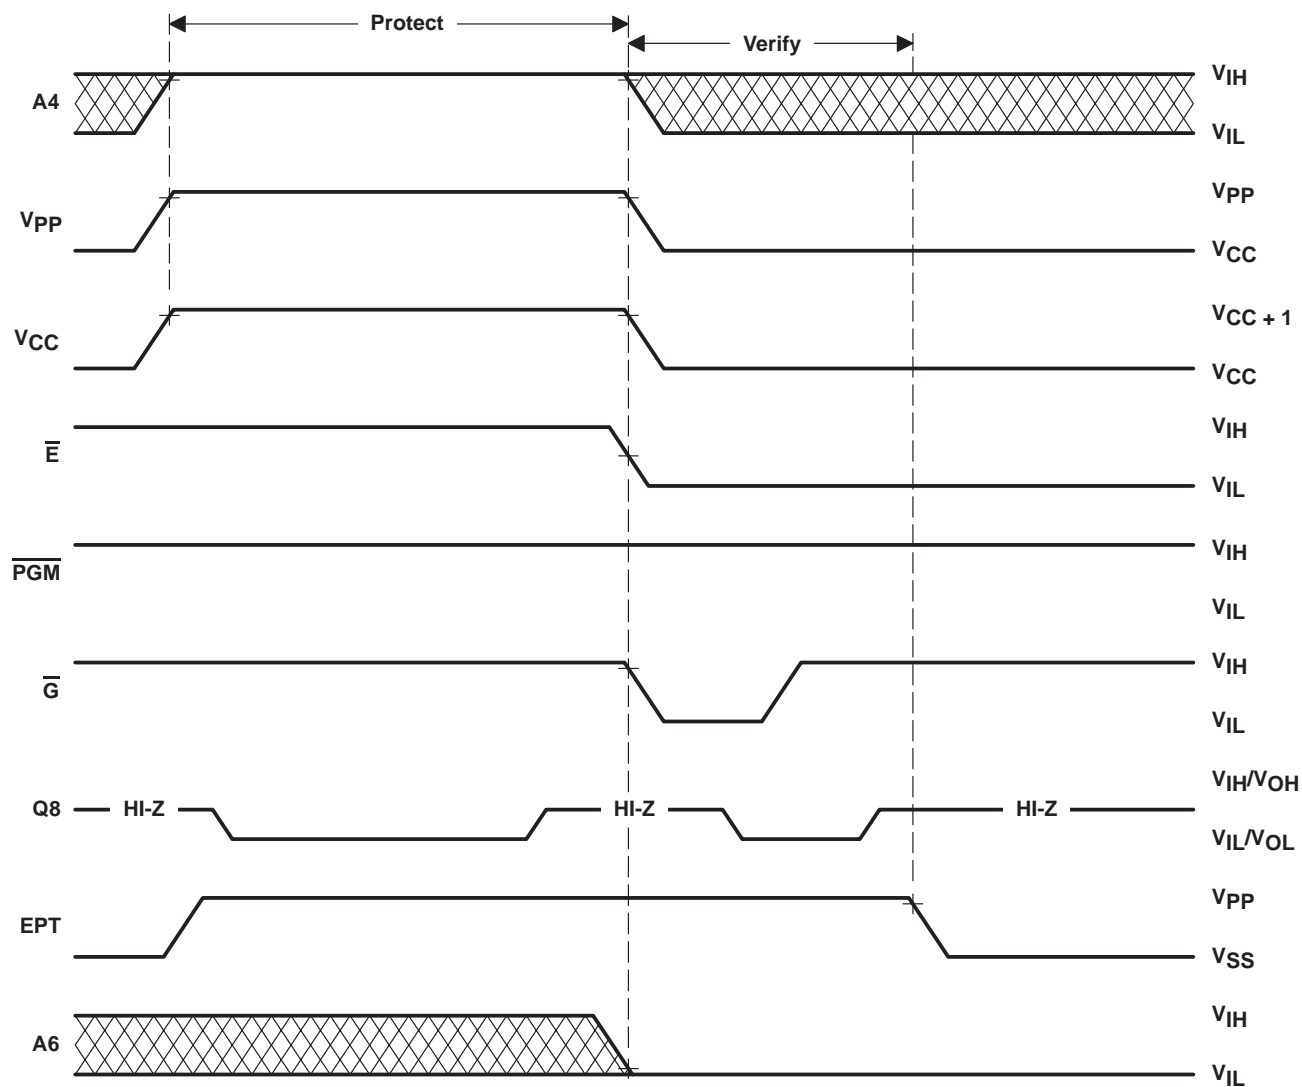 Protect
Verify
A4
VIH
VIL
VPP
VPP
VCC
VCC
VCC + 1
VCC
E
VIH
VIL
PGM
VIH
VIL
G
VIH
VIL
Q8
HI-Z
HI-Z
HI-Z
VIH/VOH
VIL/VOL
EPT
VPP
VSS
A6
VIH
VIL